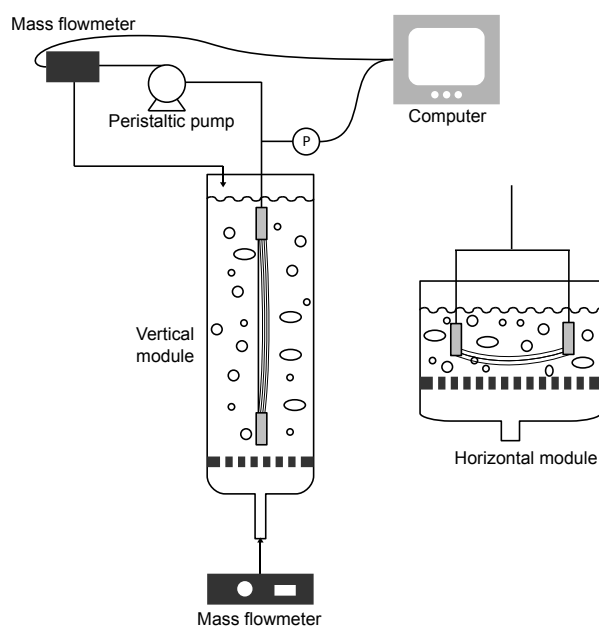 Mass flowmeter
Peristaltic pump
P
Computer
Vertical
module
Horizontal module
Mass flowmeter